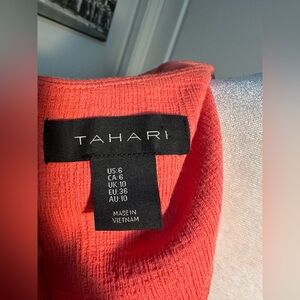 TAHARI
US:6
CA:6
UK:10
EU:36
AU:10
MADE IN
VIETNAM